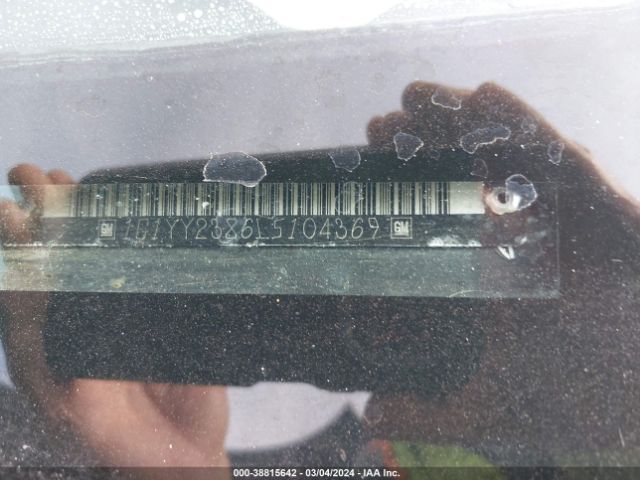 GM 1G1YY2386L5104369 GM
000-38815642 - 03/04/2024 - IAA Inc.